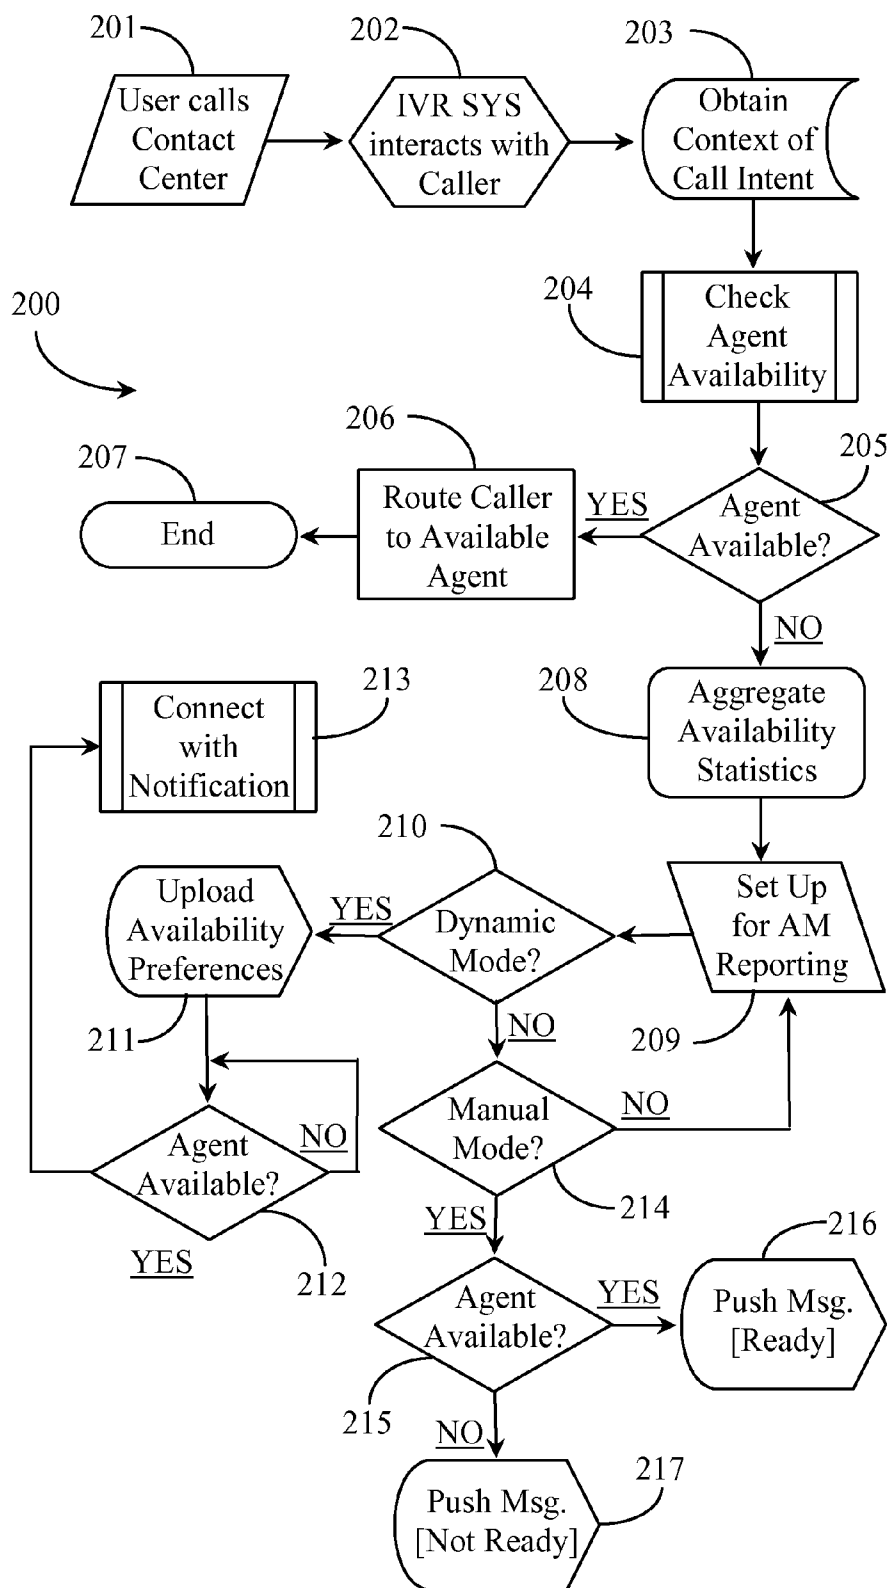 201
202
203
User calls
Contact
Center
IVR SYS
interacts with
Caller
Obtain
Context of
Call Intent
200
204
Check
Agent
Availability
207
206
205
End
Route Caller
to Available
Agent
YES
Agent
Available?
NO
213
208
Connect
with
Notification
Aggregate
Availability
Statistics
210
Upload
Availability
Preferences
YES
Dynamic
Mode?
Set Up
for AM
Reporting
211
NO
209
Agent
Available?
NO
Manual
Mode?
NO
YES
212
YES
214
216
Agent
Available?
YES
Push Msg.
[Ready]
215
NO
217
Push Msg.
[Not Ready]